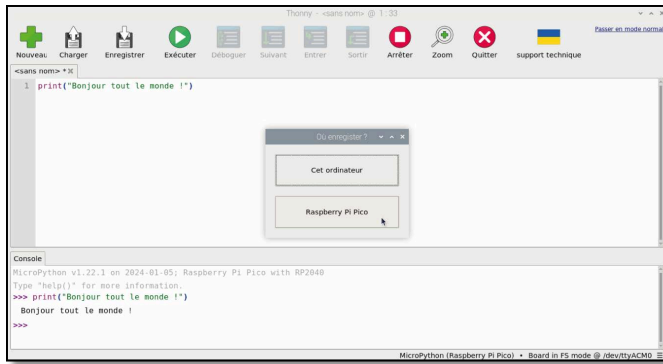 Thonny - <sans nom> @ 1 : 33
Nouveau Charger Enregistrer Exécuter Déboguer Suivant Entrer Sortir Arrêter Zoom Quitter support technique
Passer en mode normal
<sans nom> *
1 print("Bonjour tout le monde !")
Où enregistrer ?
Cet ordinateur
Raspberry Pi Pico
Console
MicroPython v1.22.1 on 2024-01-05; Raspberry Pi Pico with RP2040
Type "help()" for more information.
>>> print("Bonjour tout le monde !")
Bonjour tout le monde !
>>>
MicroPython (Raspberry Pi Pico) • Board in FS mode @ /dev/ttyACM0